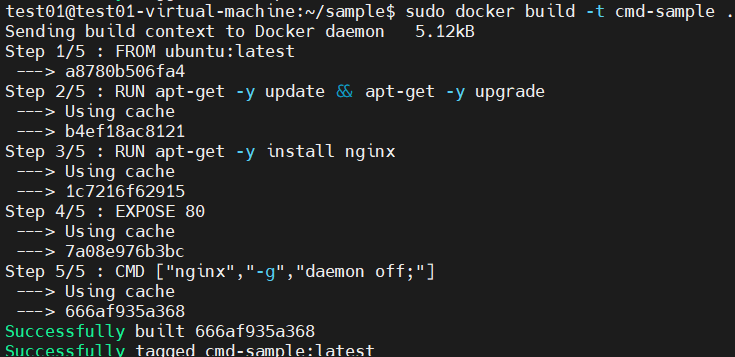 test01@test01-virtual-machine:~/sample$ sudo docker build -t cmd-sample .
Sending build context to Docker daemon   5.12kB
Step 1/5 : FROM ubuntu:latest
 ---> a8780b506fa4
Step 2/5 : RUN apt-get -y update && apt-get -y upgrade
 ---> Using cache
 ---> b4ef18ac8121
Step 3/5 : RUN apt-get -y install nginx
 ---> Using cache
 ---> 1c7216f62915
Step 4/5 : EXPOSE 80
 ---> Using cache
 ---> 7a08e976b3bc
Step 5/5 : CMD ["nginx","-g","daemon off;"]
 ---> Using cache
 ---> 666af935a368
Successfully built 666af935a368
Successfully tagged cmd-sample:latest